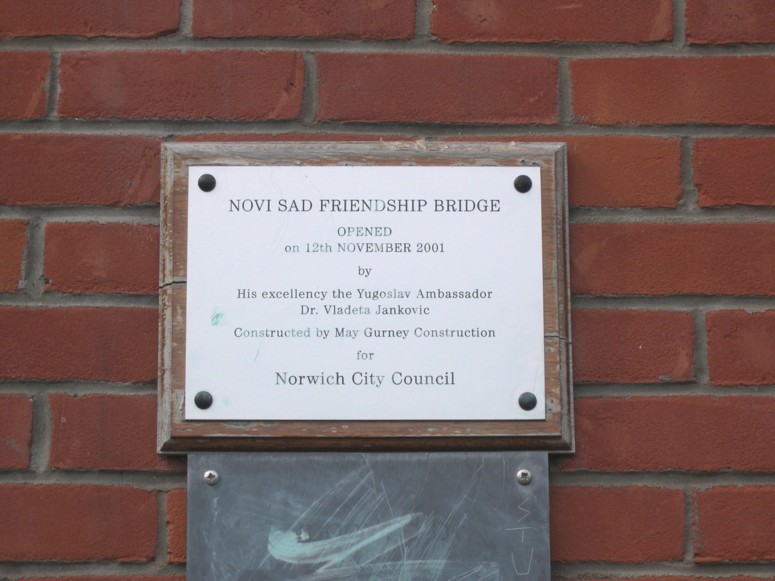 NOVI SAD FRIENDSHIP BRIDGE
OPENED
on 12th NOVEMBER 2001
by
His excellency the Yugoslav Ambassador
Dr. Vladeta Jankovic
Constructed by May Gurney Construction
for
Norwich City Council